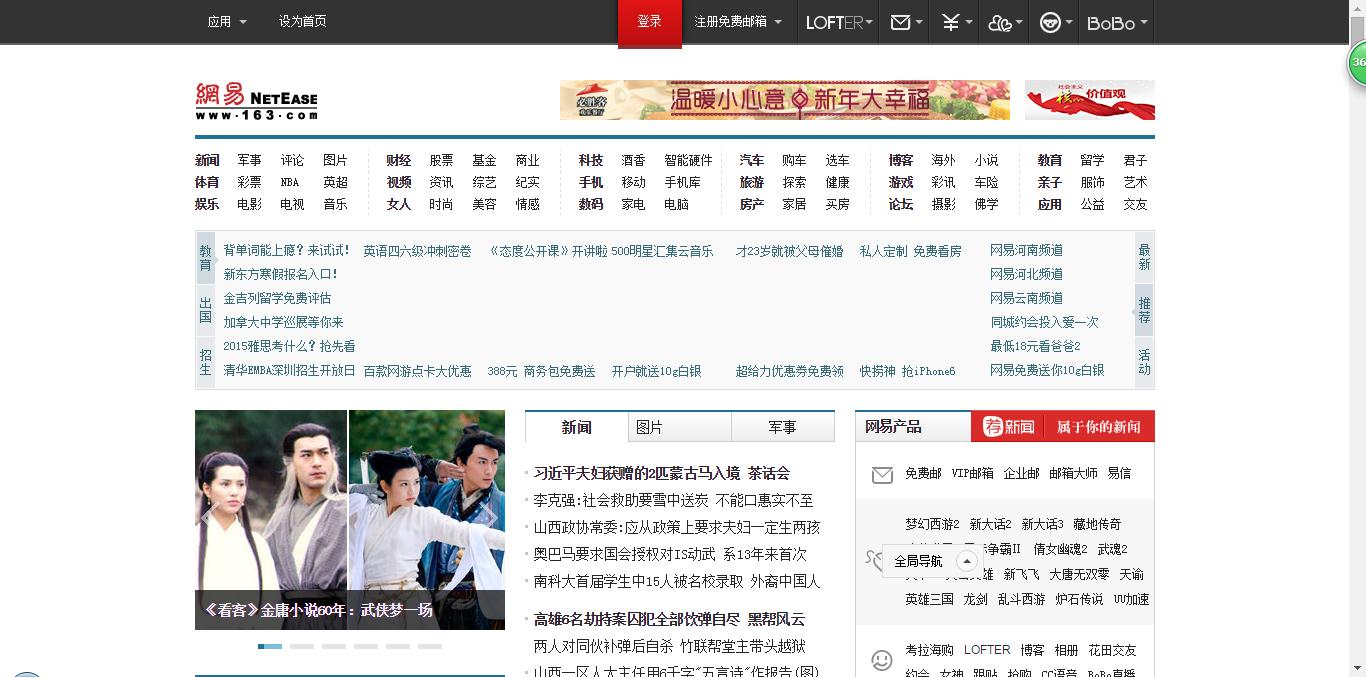 应用 设为首页 登录 注册免费邮箱 LOFTER BoBo
36
網易 NETEASE
www.163.com
必胜客
欢乐餐厅
温暖小心意 新年大幸福
社会主义
核心价值观
新闻 军事 评论 图片 财经 股票 基金 商业 科技 酒香 智能硬件 汽车 购车 选车 博客 海外 小说 教育 留学 君子
体育 彩票 NBA 英超 视频 资讯 综艺 纪实 手机 移动 手机库 旅游 探索 健康 游戏 彩讯 车险 亲子 服饰 艺术
娱乐 电影 电视 音乐 女人 时尚 美容 情感 数码 家电 电脑 房产 家居 买房 论坛 摄影 佛学 应用 公益 交友
教育
出国
招生
背单词能上瘾？来试试！ 英语四六级冲刺密卷 《态度公开课》开讲啦 500明星汇集云音乐 才23岁就被父母催婚 私人定制 免费看房 网易河南频道
新东方寒假报名入口！ 网易河北频道
金吉列留学免费评估 网易云南频道
加拿大中学巡展等你来 同城约会投入爱一次
2015雅思考什么？抢先看 最低18元看爸爸2
清华EMBA深圳招生开放日 百款网游点卡大优惠 388元 商务包免费送 开户就送10g白银 超给力优惠券免费领 快捞神 抢iPhone6 网易免费送你10g白银
最新
推荐
活动
《看客》金庸小说60年：武侠梦一场
新闻 图片 军事
习近平夫妇获赠的2匹蒙古马入境 茶话会
李克强:社会救助要雪中送炭 不能口惠实不至
山西政协常委:应从政策上要求夫妇一定生两孩
奥巴马要求国会授权对IS动武 系13年来首次
南科大首届学生中15人被名校录取 外裔中国人
高雄6名劫持案囚犯全部饮弹自尽 黑帮风云
两人对同伙补弹后自杀 竹联帮堂主带头越狱
山西一区人大主任用6千字"五言诗"作报告(图)
网易产品 荐新闻 属于你的新闻
免费邮 VIP邮箱 企业邮 邮箱大师 易信
梦幻西游2 新大话2 新大话3 藏地传奇
争霸II 倩女幽魂2 武魂2
全局导航
英雄 新飞飞 大唐无双零 天谕
英雄三国 龙剑 乱斗西游 炉石传说 UU加速
考拉海购 LOFTER 博客 相册 花田交友
约会 女神 跟贴 抢购 CC语音 BoBo直播